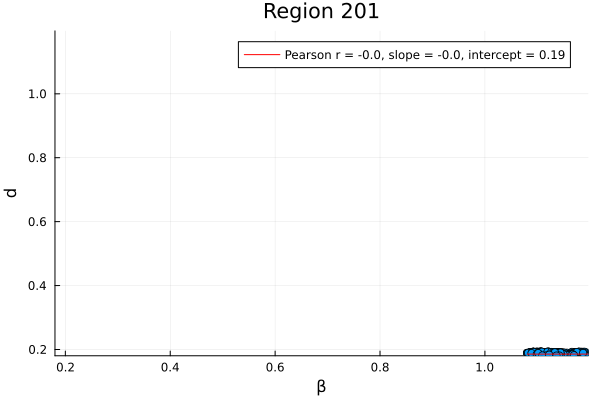 Region 201
Pearson r = -0.0, slope = -0.0, intercept = 0.19
d
1.0
0.8
0.6
0.4
0.2
0.2 0.4 0.6 0.8 1.0
β